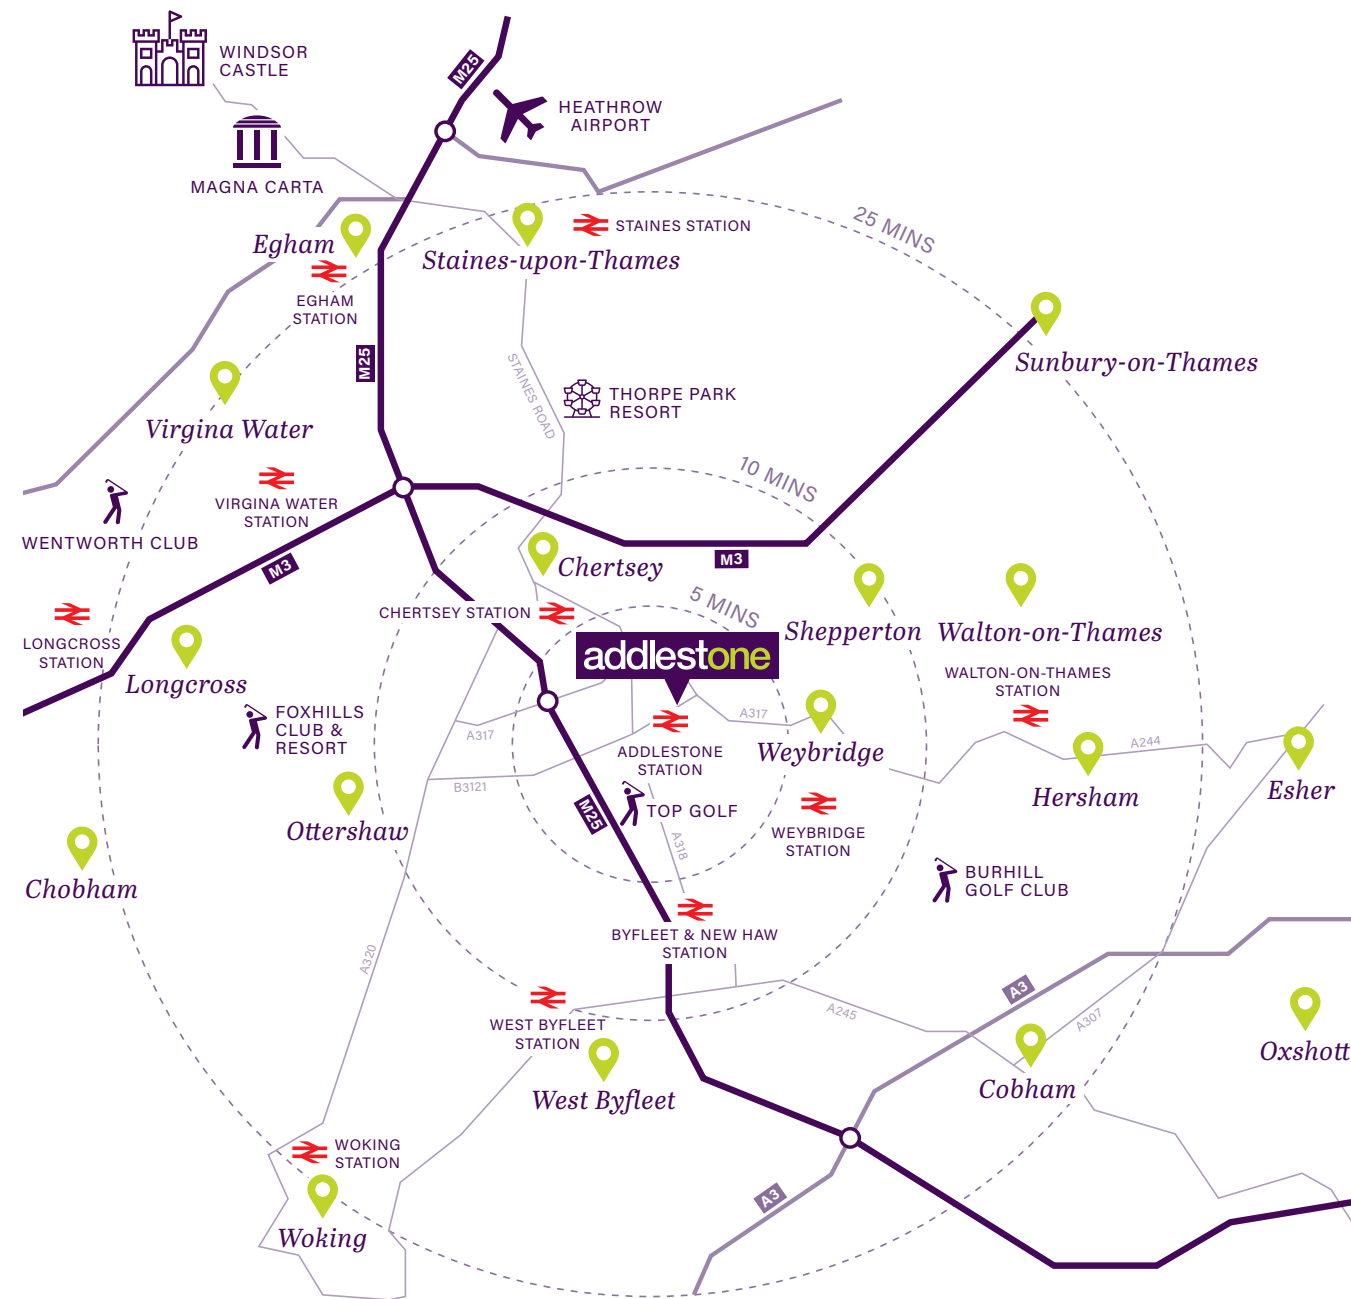 WINDSOR
CASTLE
M25
HEATHROW
AIRPORT
MAGNA CARTA
25 MINS
Egham
STAINES STATION
Staines-upon-Thames
EGHAM
STATION
M25
STAINES ROAD
Sunbury-on-Thames
THORPE PARK
RESORT
Virgina Water
10 MINS
VIRGINA WATER
STATION
WENTWORTH CLUB
M3
M3
Chertsey
5 MINS
CHERTSEY STATION
Shepperton
Walton-on-Thames
LONGCROSS
STATION
addlestone
Longcross
WALTON-ON-THAMES
STATION
FOXHILLS
CLUB &
RESORT
A317
A317
ADDLESTONE
STATION
Weybridge
A244
B3121
Hersham
Esher
M25
TOP GOLF
Ottershaw
A318
WEYBRIDGE
STATION
Chobham
BURHILL
GOLF CLUB
BYFLEET & NEW HAW
STATION
A320
A3
A245
A307
WEST BYFLEET
STATION
Oxshott
West Byfleet
Cobham
WOKING
STATION
A3
Woking